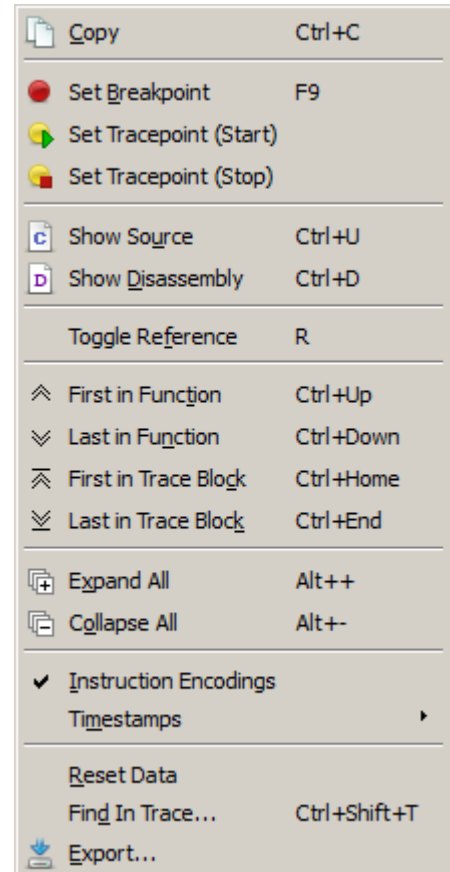 Copy Ctrl+C
Set Breakpoint F9
Set Tracepoint (Start)
Set Tracepoint (Stop)
C Show Source Ctrl+U
D Show Disassembly Ctrl+D
Toggle Reference R
First in Function Ctrl+Up
Last in Function Ctrl+Down
First in Trace Block Ctrl+Home
Last in Trace Block Ctrl+End
Expand All Alt++
Collapse All Alt+-
Instruction Encodings
Timestamps
Reset Data
Find In Trace... Ctrl+Shift+T
Export...